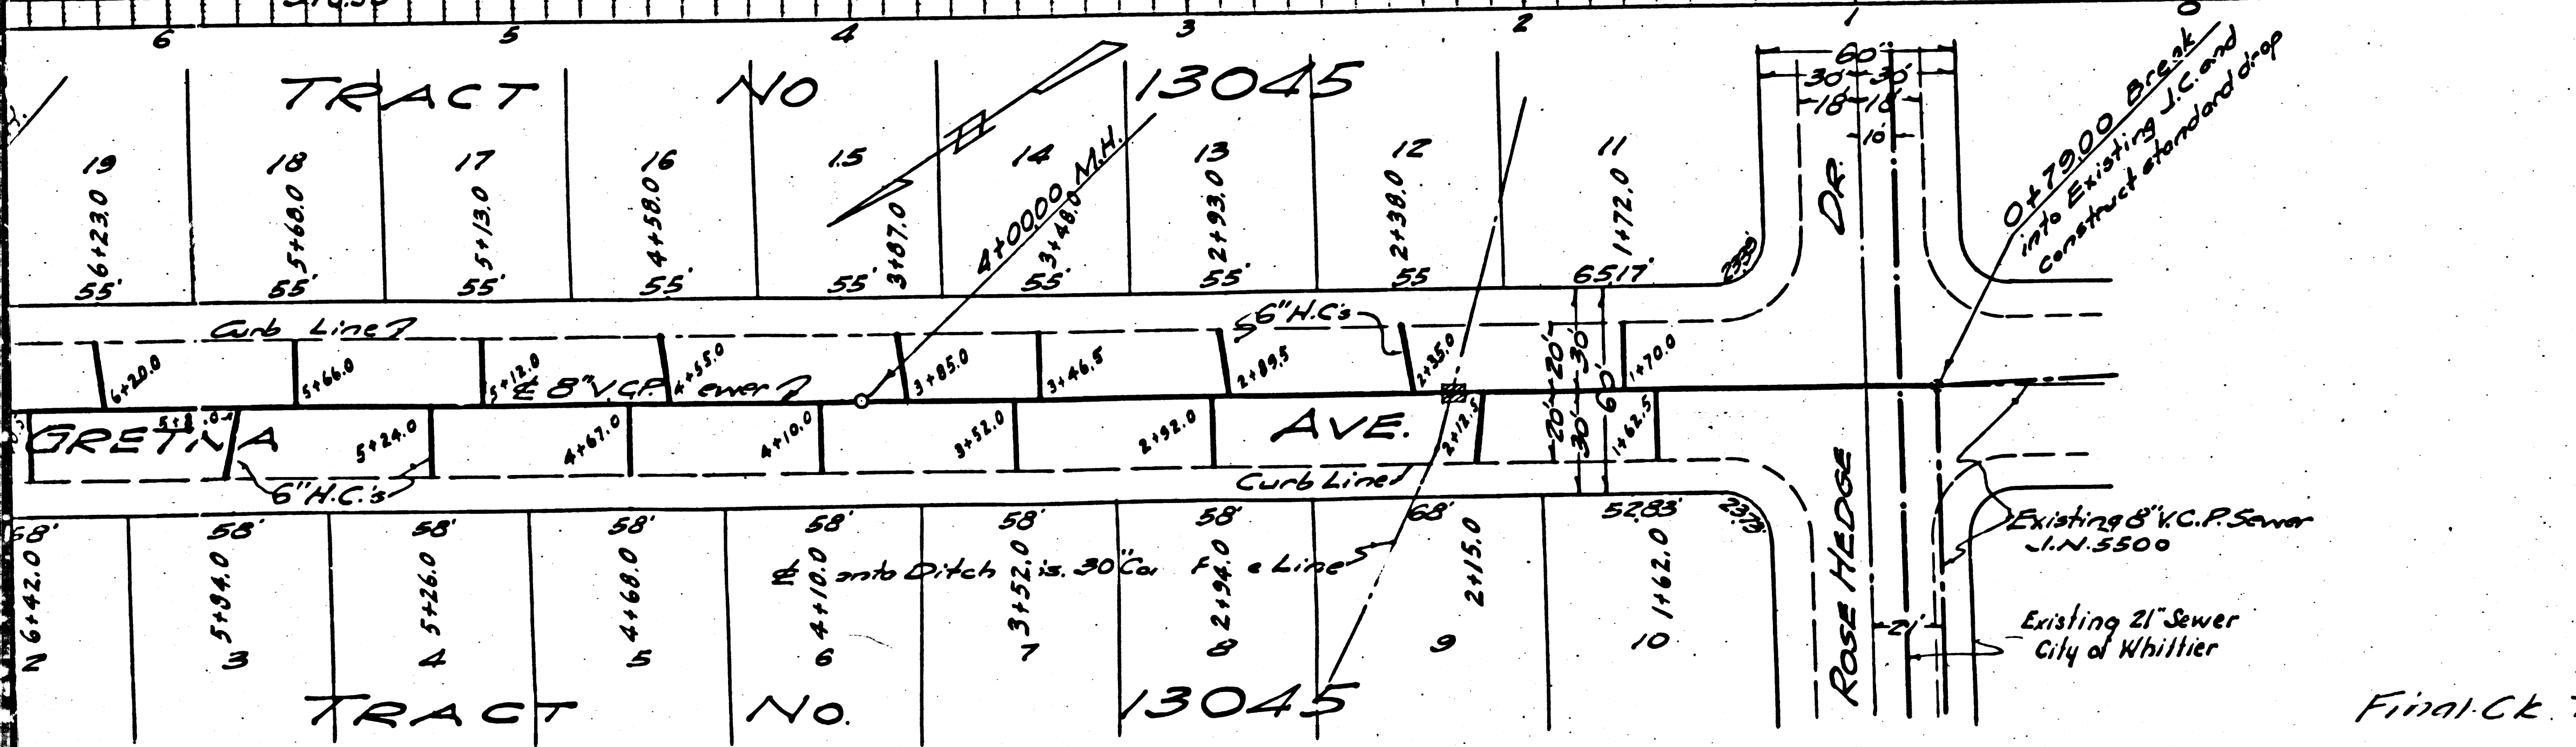 6 5 4 3 2 1 0
TRACT NO 13045
19 18 17 16 15 14 13 12 11
6+23.0 5+68.0 5+13.0 4+58.0 3+87.0 3+48.0 2+93.0 2+38.0 1+72.0
55' 55' 55' 55' 55' 55' 55' 55 65.17'
4+00.00 M.H.
60'
30' 30'
18' 18'
10'
DR.
0+79.00 Break
into Existing J.C. and
construct standard drop
Curb Line
6" H.C's
6+20.0 5+66.0 5+12.0 4+55.0 3+85.0 3+46.5 2+89.5 2+35.0 1+70.0
℄ 8" V.C.P. ewer
20' 20'
30' 30'
60'
GRETNA AVE.
5+24.0 4+67.0 4+10.0 3+52.0 2+92.0 2+12.5 1+62.5
6" H.C.'s
Curb Line
58' 58' 58' 58' 58' 58' 58' 68' 52.83'
6+42.0 5+94.0 5+26.0 4+68.0 4+10.0 3+52.0 2+94.0 2+15.0 1+62.0
2 3 4 5 6 7 8 9 10
℄ anto Ditch is. 30" Co Line
ROSE HEDGE
21'
Existing 8" V.C.P. Sewer
J.N. 5500
Existing 21" Sewer
City of Whittier
TRACT NO. 13045
Final. Ck.